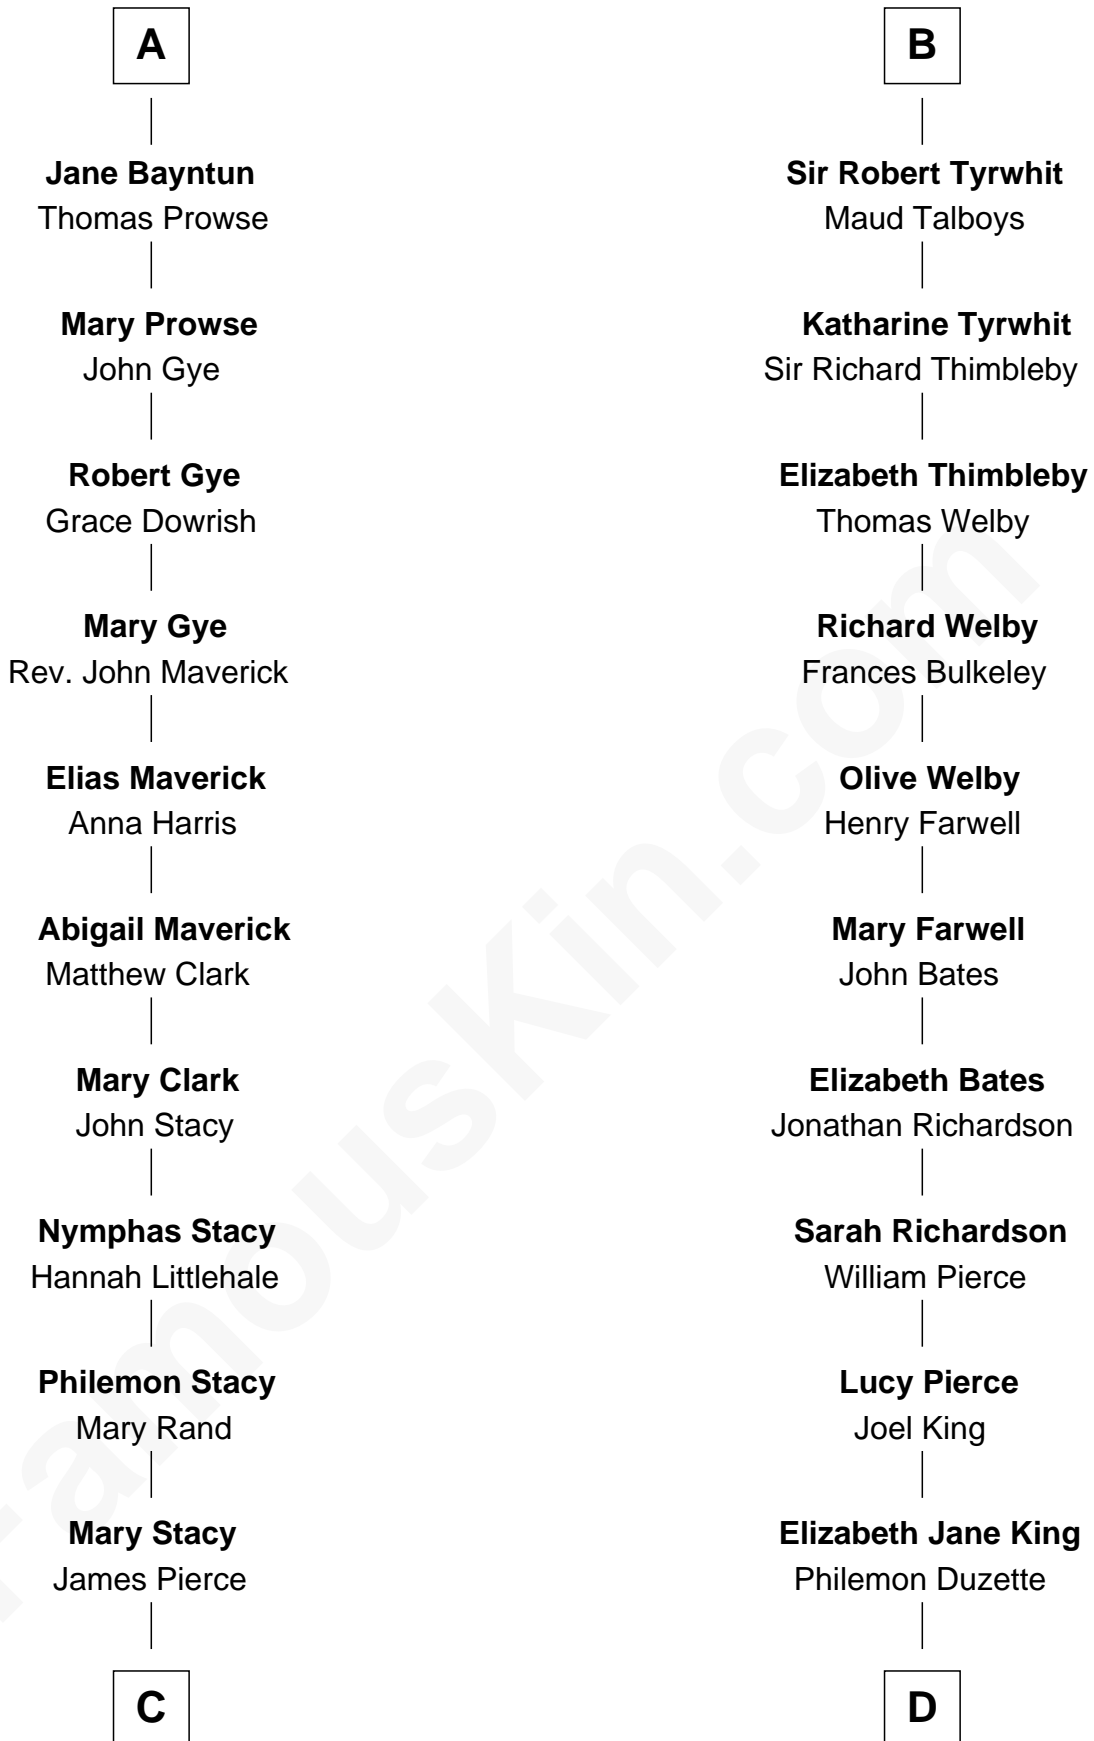 A
Jane Bayntun
Thomas Prowse
Mary Prowse
John Gye
Robert Gye
Grace Dowrish
Mary Gye
Rev. John Maverick
Elias Maverick
Anna Harris
Abigail Maverick
Matthew Clark
Mary Clark
John Stacy
Nymphas Stacy
Hannah Littlehale
Philemon Stacy
Mary Rand
Mary Stacy
James Pierce
C
B
Sir Robert Tyrwhit
Maud Talboys
Katharine Tyrwhit
Sir Richard Thimbleby
Elizabeth Thimbleby
Thomas Welby
Richard Welby
Frances Bulkeley
Olive Welby
Henry Farwell
Mary Farwell
John Bates
Elizabeth Bates
Jonathan Richardson
Sarah Richardson
William Pierce
Lucy Pierce
Joel King
Elizabeth Jane King
Philemon Duzette
D
FamousKin.com